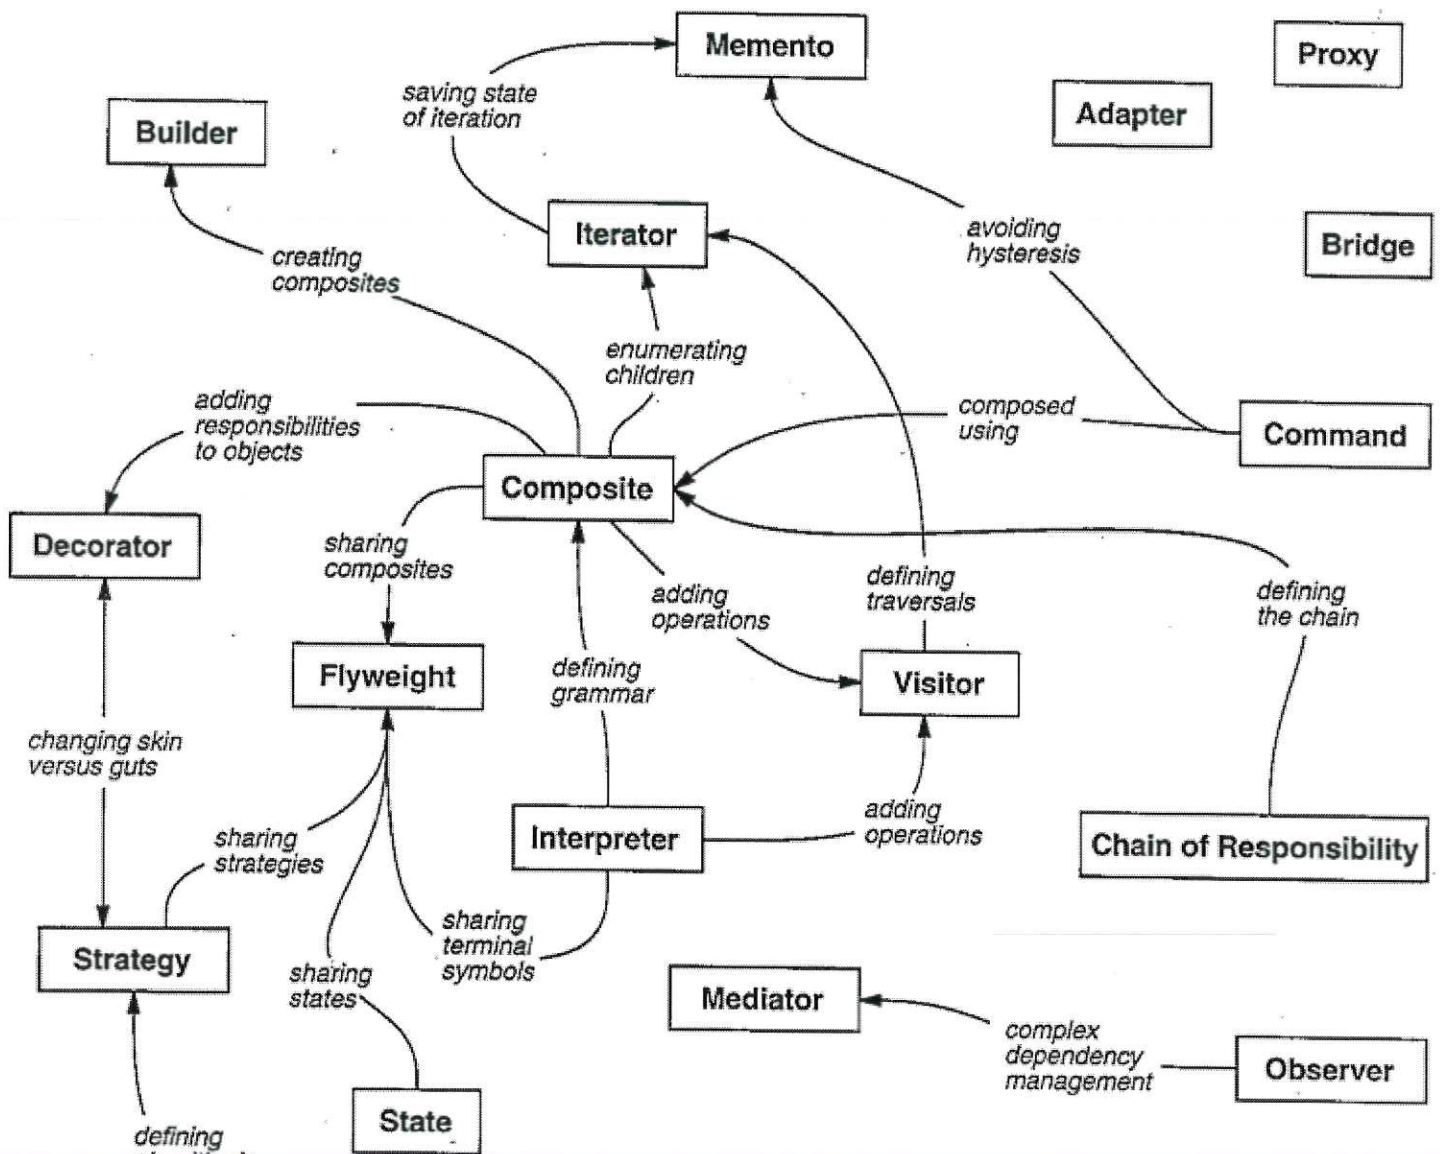 Memento
Proxy
saving state
of iteration
Adapter
Builder
Iterator
avoiding
hysteresis
Bridge
creating
composites
enumerating
children
adding
responsibilities
to objects
composed
using
Command
Composite
Decorator
sharing
composites
adding
operations
defining
traversals
defining
the chain
Flyweight
defining
grammar
Visitor
changing skin
versus guts
sharing
strategies
Interpreter
adding
operations
Chain of Responsibility
Strategy
sharing
states
sharing
terminal
symbols
Mediator
complex
dependency
management
Observer
State
defining